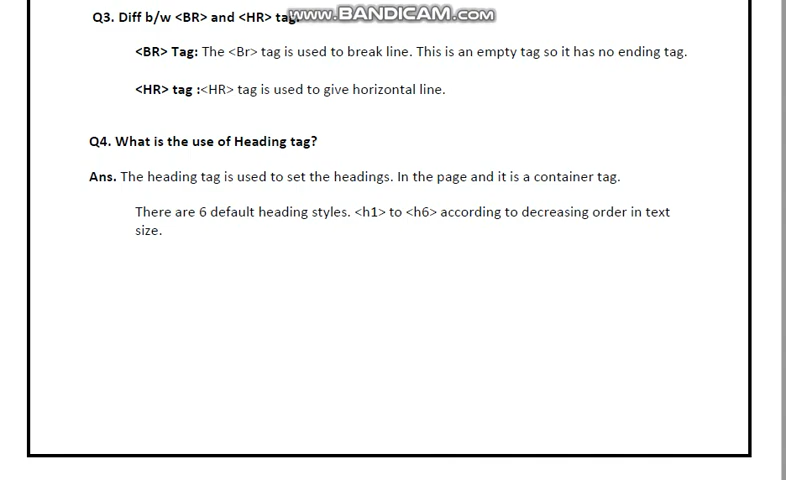 Q3. Diff b/w <BR> and <HR> tag.
www.BANDICAM.com
<BR> Tag: The <Br> tag is used to break line. This is an empty tag so it has no ending tag.
<HR> tag :<HR> tag is used to give horizontal line.
Q4. What is the use of Heading tag?
Ans. The heading tag is used to set the headings. In the page and it is a container tag.
There are 6 default heading styles. <h1> to <h6> according to decreasing order in text
size.